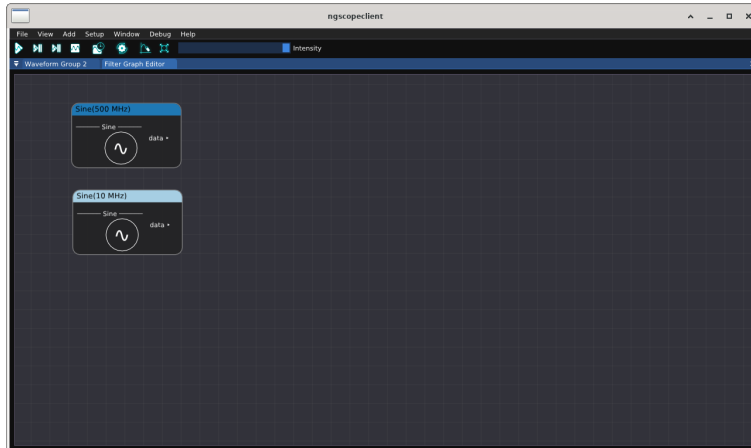 ngscopeclient
File View Add Setup Window Debug Help
Intensity
Waveform Group 2 Filter Graph Editor
Sine(500 MHz)
Sine
data
Sine(10 MHz)
Sine
data